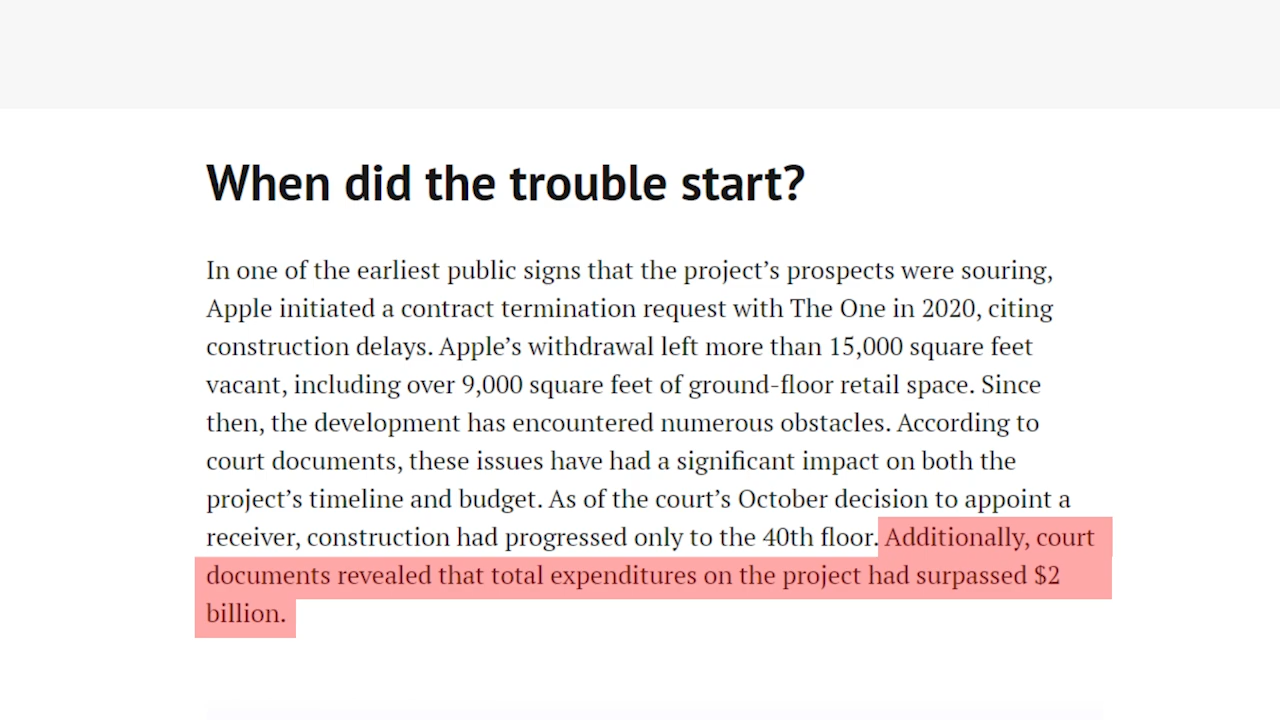 When did the trouble start?
In one of the earliest public signs that the project’s prospects were souring,
Apple initiated a contract termination request with The One in 2020, citing
construction delays. Apple’s withdrawal left more than 15,000 square feet
vacant, including over 9,000 square feet of ground-floor retail space. Since
then, the development has encountered numerous obstacles. According to
court documents, these issues have had a significant impact on both the
project’s timeline and budget. As of the court’s October decision to appoint a
receiver, construction had progressed only to the 40th floor. Additionally, court
documents revealed that total expenditures on the project had surpassed $2
billion.